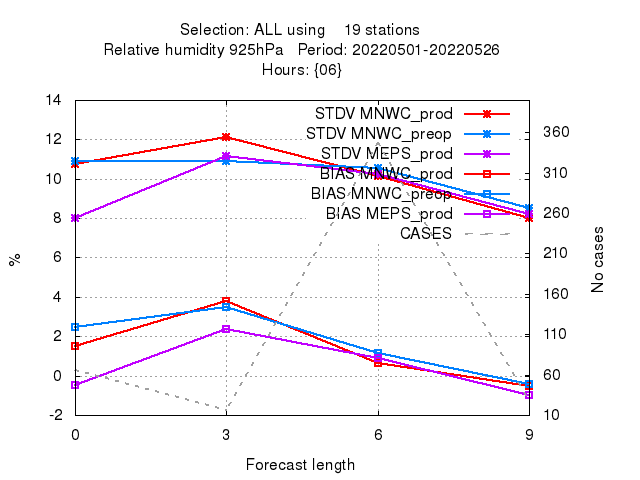 Selection: ALL using 19 stations
Relative humidity 925hPa Period: 20220501-20220526
Hours: {06}
STDV MNWC_prod
STDV MNWC_preop
STDV MEPS_prod
BIAS MNWC_prod
BIAS MNWC_preop
BIAS MEPS_prod
CASES
14
12
10
8
6
4
2
0
-2
%
360
310
260
210
160
110
60
10
No cases
0 3 6 9
Forecast length